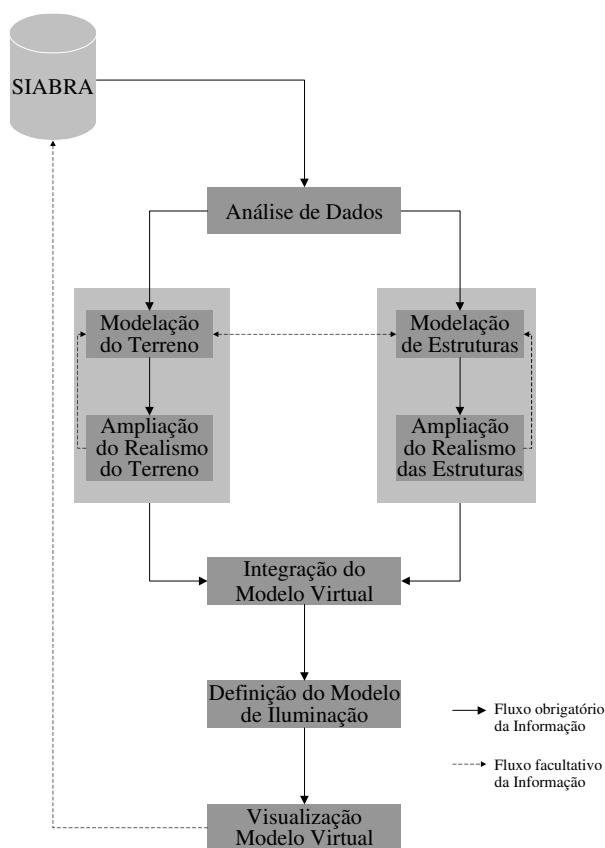 SIABRA
Análise de Dados
Modelação
do Terreno
Modelação
de Estruturas
Ampliação
do Realismo
do Terreno
Ampliação
do Realismo
das Estruturas
Integração do
Modelo Virtual
Definição do Modelo
de Iluminação
Fluxo obrigatório
da Informação
Fluxo facultativo
da Informação
Visualização
Modelo Virtual